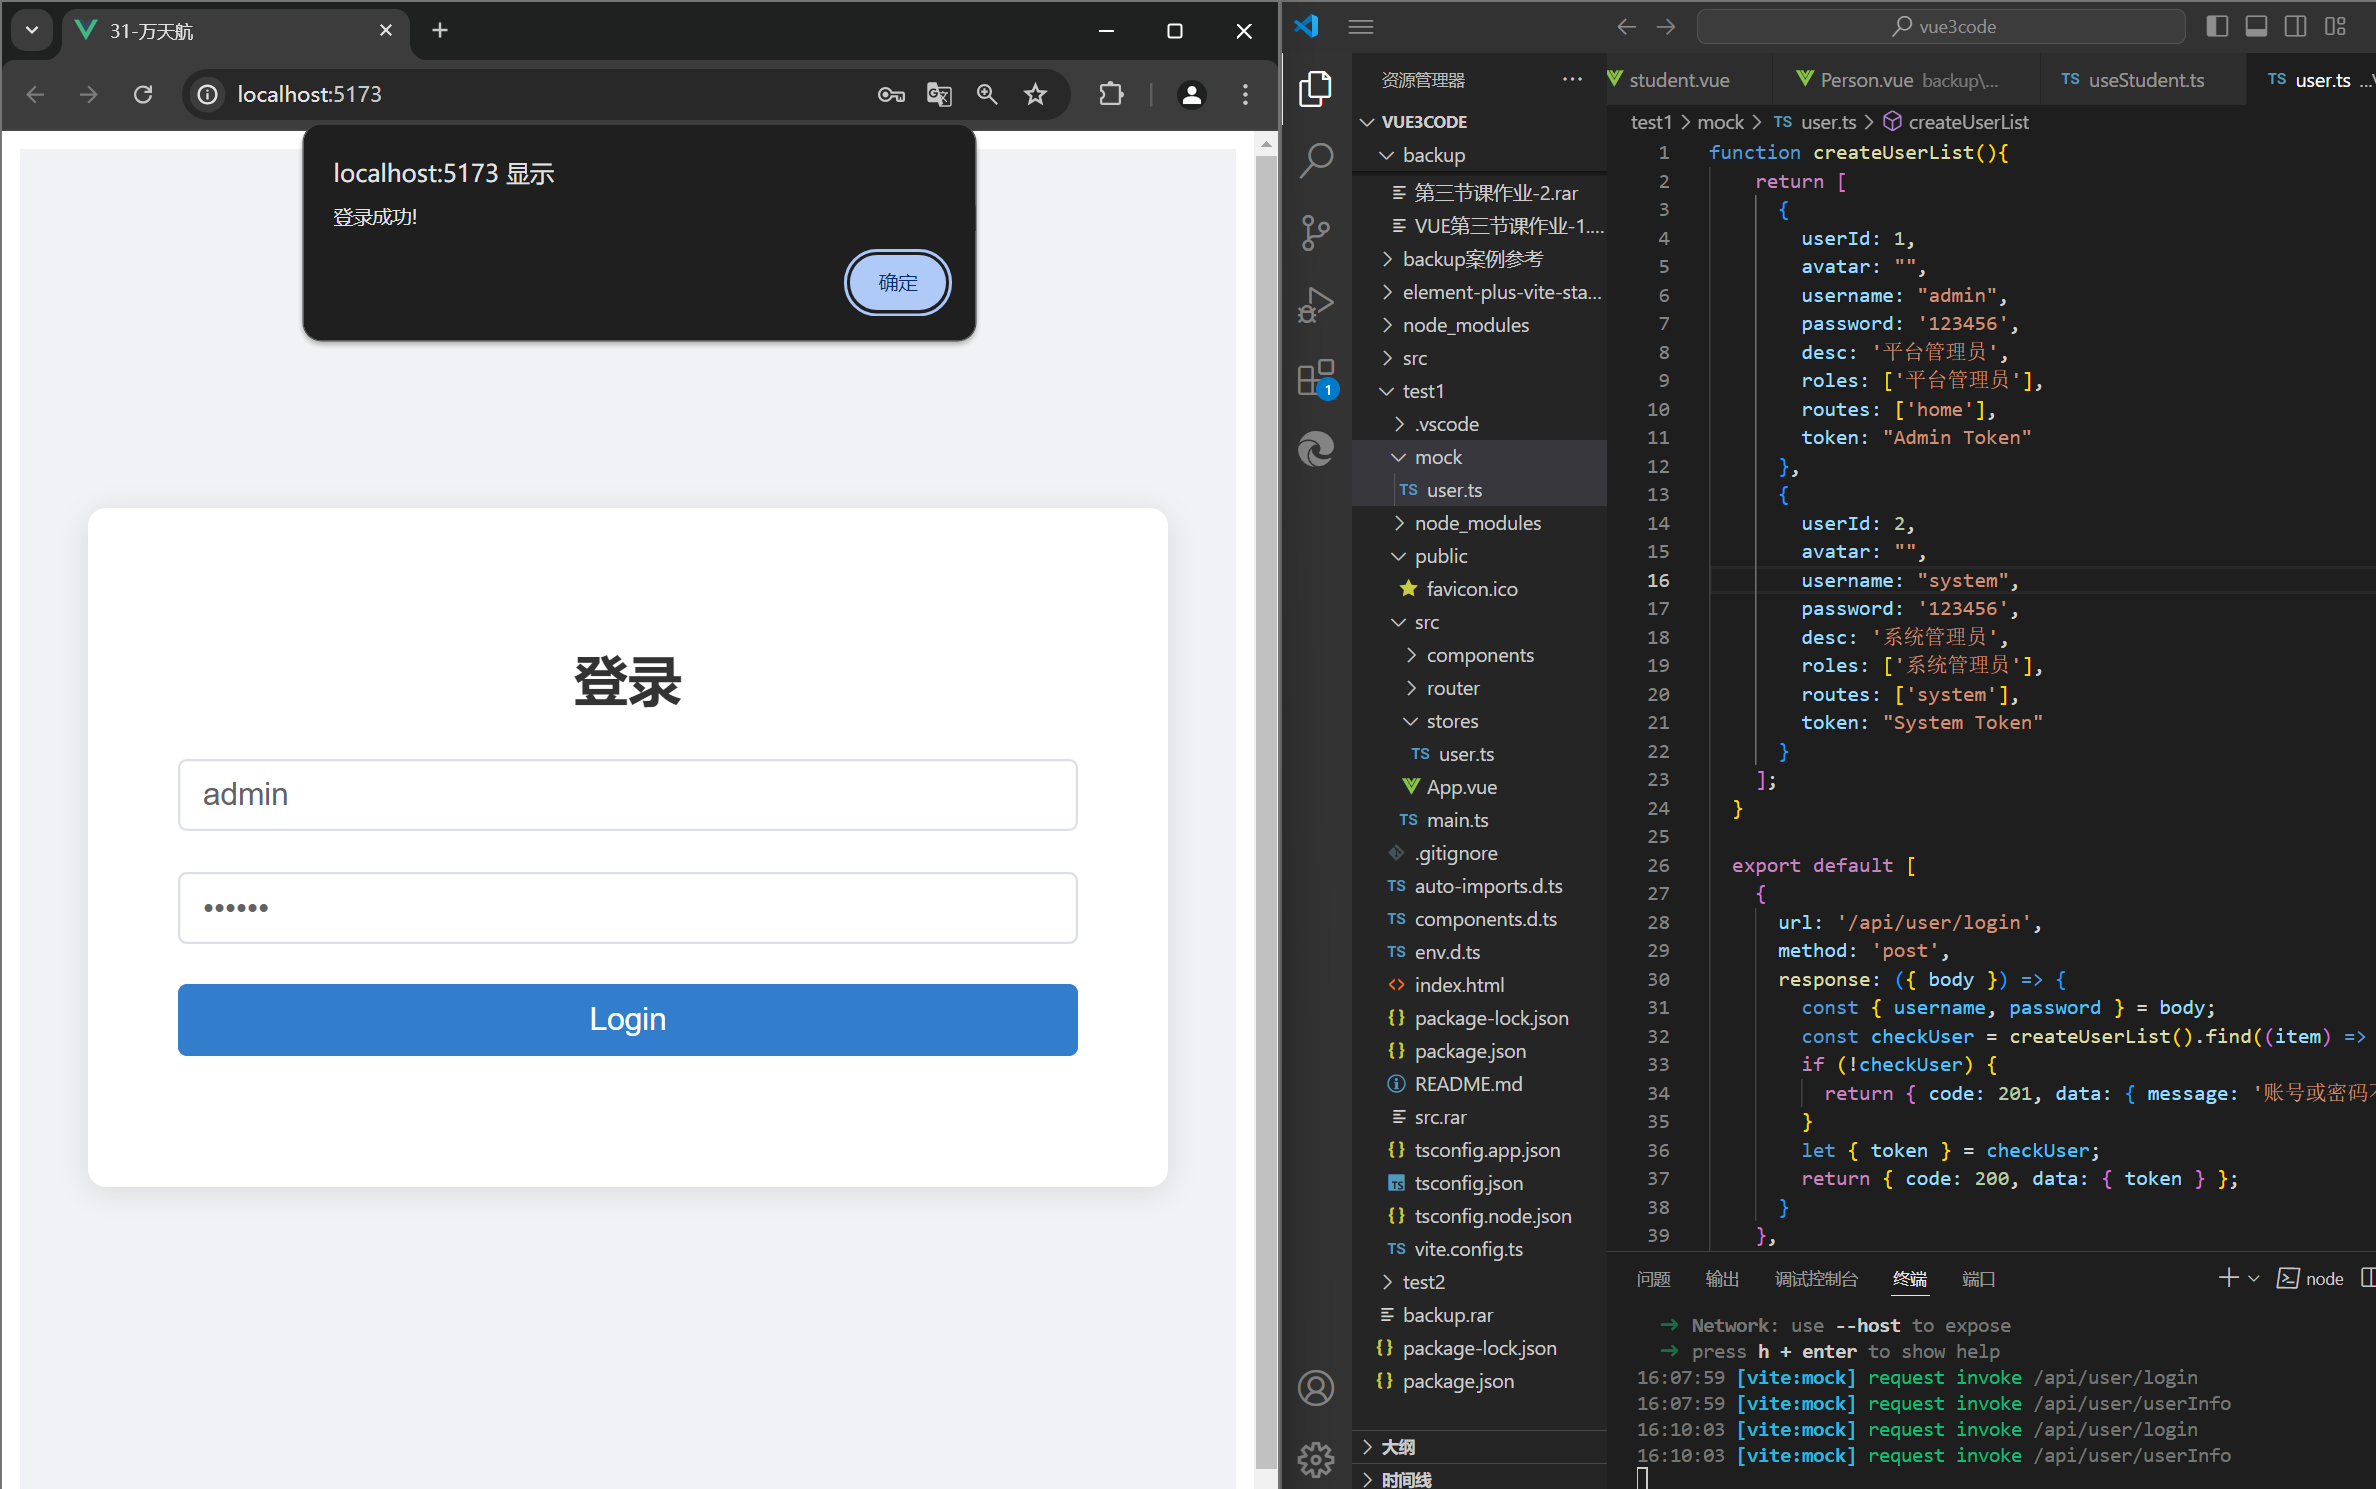 31-万天航
localhost:5173
localhost:5173 显示
登录成功!
确定
登录
admin
••••••
Login
vue3code
资源管理器
VUE3CODE
backup
第三节课作业-2.rar
VUE第三节课作业-1....
backup案例参考
element-plus-vite-sta...
node_modules
src
test1
.vscode
mock
TS user.ts
node_modules
public
favicon.ico
src
components
router
stores
TS user.ts
App.vue
TS main.ts
.gitignore
TS auto-imports.d.ts
TS components.d.ts
TS env.d.ts
<> index.html
{} package-lock.json
{} package.json
README.md
src.rar
{} tsconfig.app.json
TS tsconfig.json
{} tsconfig.node.json
TS vite.config.ts
test2
backup.rar
{} package-lock.json
{} package.json
大纲
时间线
1
student.vue
Person.vue backup\...
TS useStudent.ts
TS user.ts ...\
test1 > mock > TS user.ts > createUserList
1 function createUserList(){
2 return [
3 {
4 userId: 1,
5 avatar: "",
6 username: "admin",
7 password: '123456',
8 desc: '平台管理员',
9 roles: ['平台管理员'],
10 routes: ['home'],
11 token: "Admin Token"
12 },
13 {
14 userId: 2,
15 avatar: "",
16 username: "system",
17 password: '123456',
18 desc: '系统管理员',
19 roles: ['系统管理员'],
20 routes: ['system'],
21 token: "System Token"
22 }
23 ];
24 }
25
26 export default [
27 {
28 url: '/api/user/login',
29 method: 'post',
30 response: ({ body }) => {
31 const { username, password } = body;
32 const checkUser = createUserList().find((item) =>
33 if (!checkUser) {
34 return { code: 201, data: { message: '账号或密码
35 }
36 let { token } = checkUser;
37 return { code: 200, data: { token } };
38 }
39 },
问题 输出 调试控制台 终端 端口
node
➜ Network: use --host to expose
➜ press h + enter to show help
16:07:59 [vite:mock] request invoke /api/user/login
16:07:59 [vite:mock] request invoke /api/user/userInfo
16:10:03 [vite:mock] request invoke /api/user/login
16:10:03 [vite:mock] request invoke /api/user/userInfo